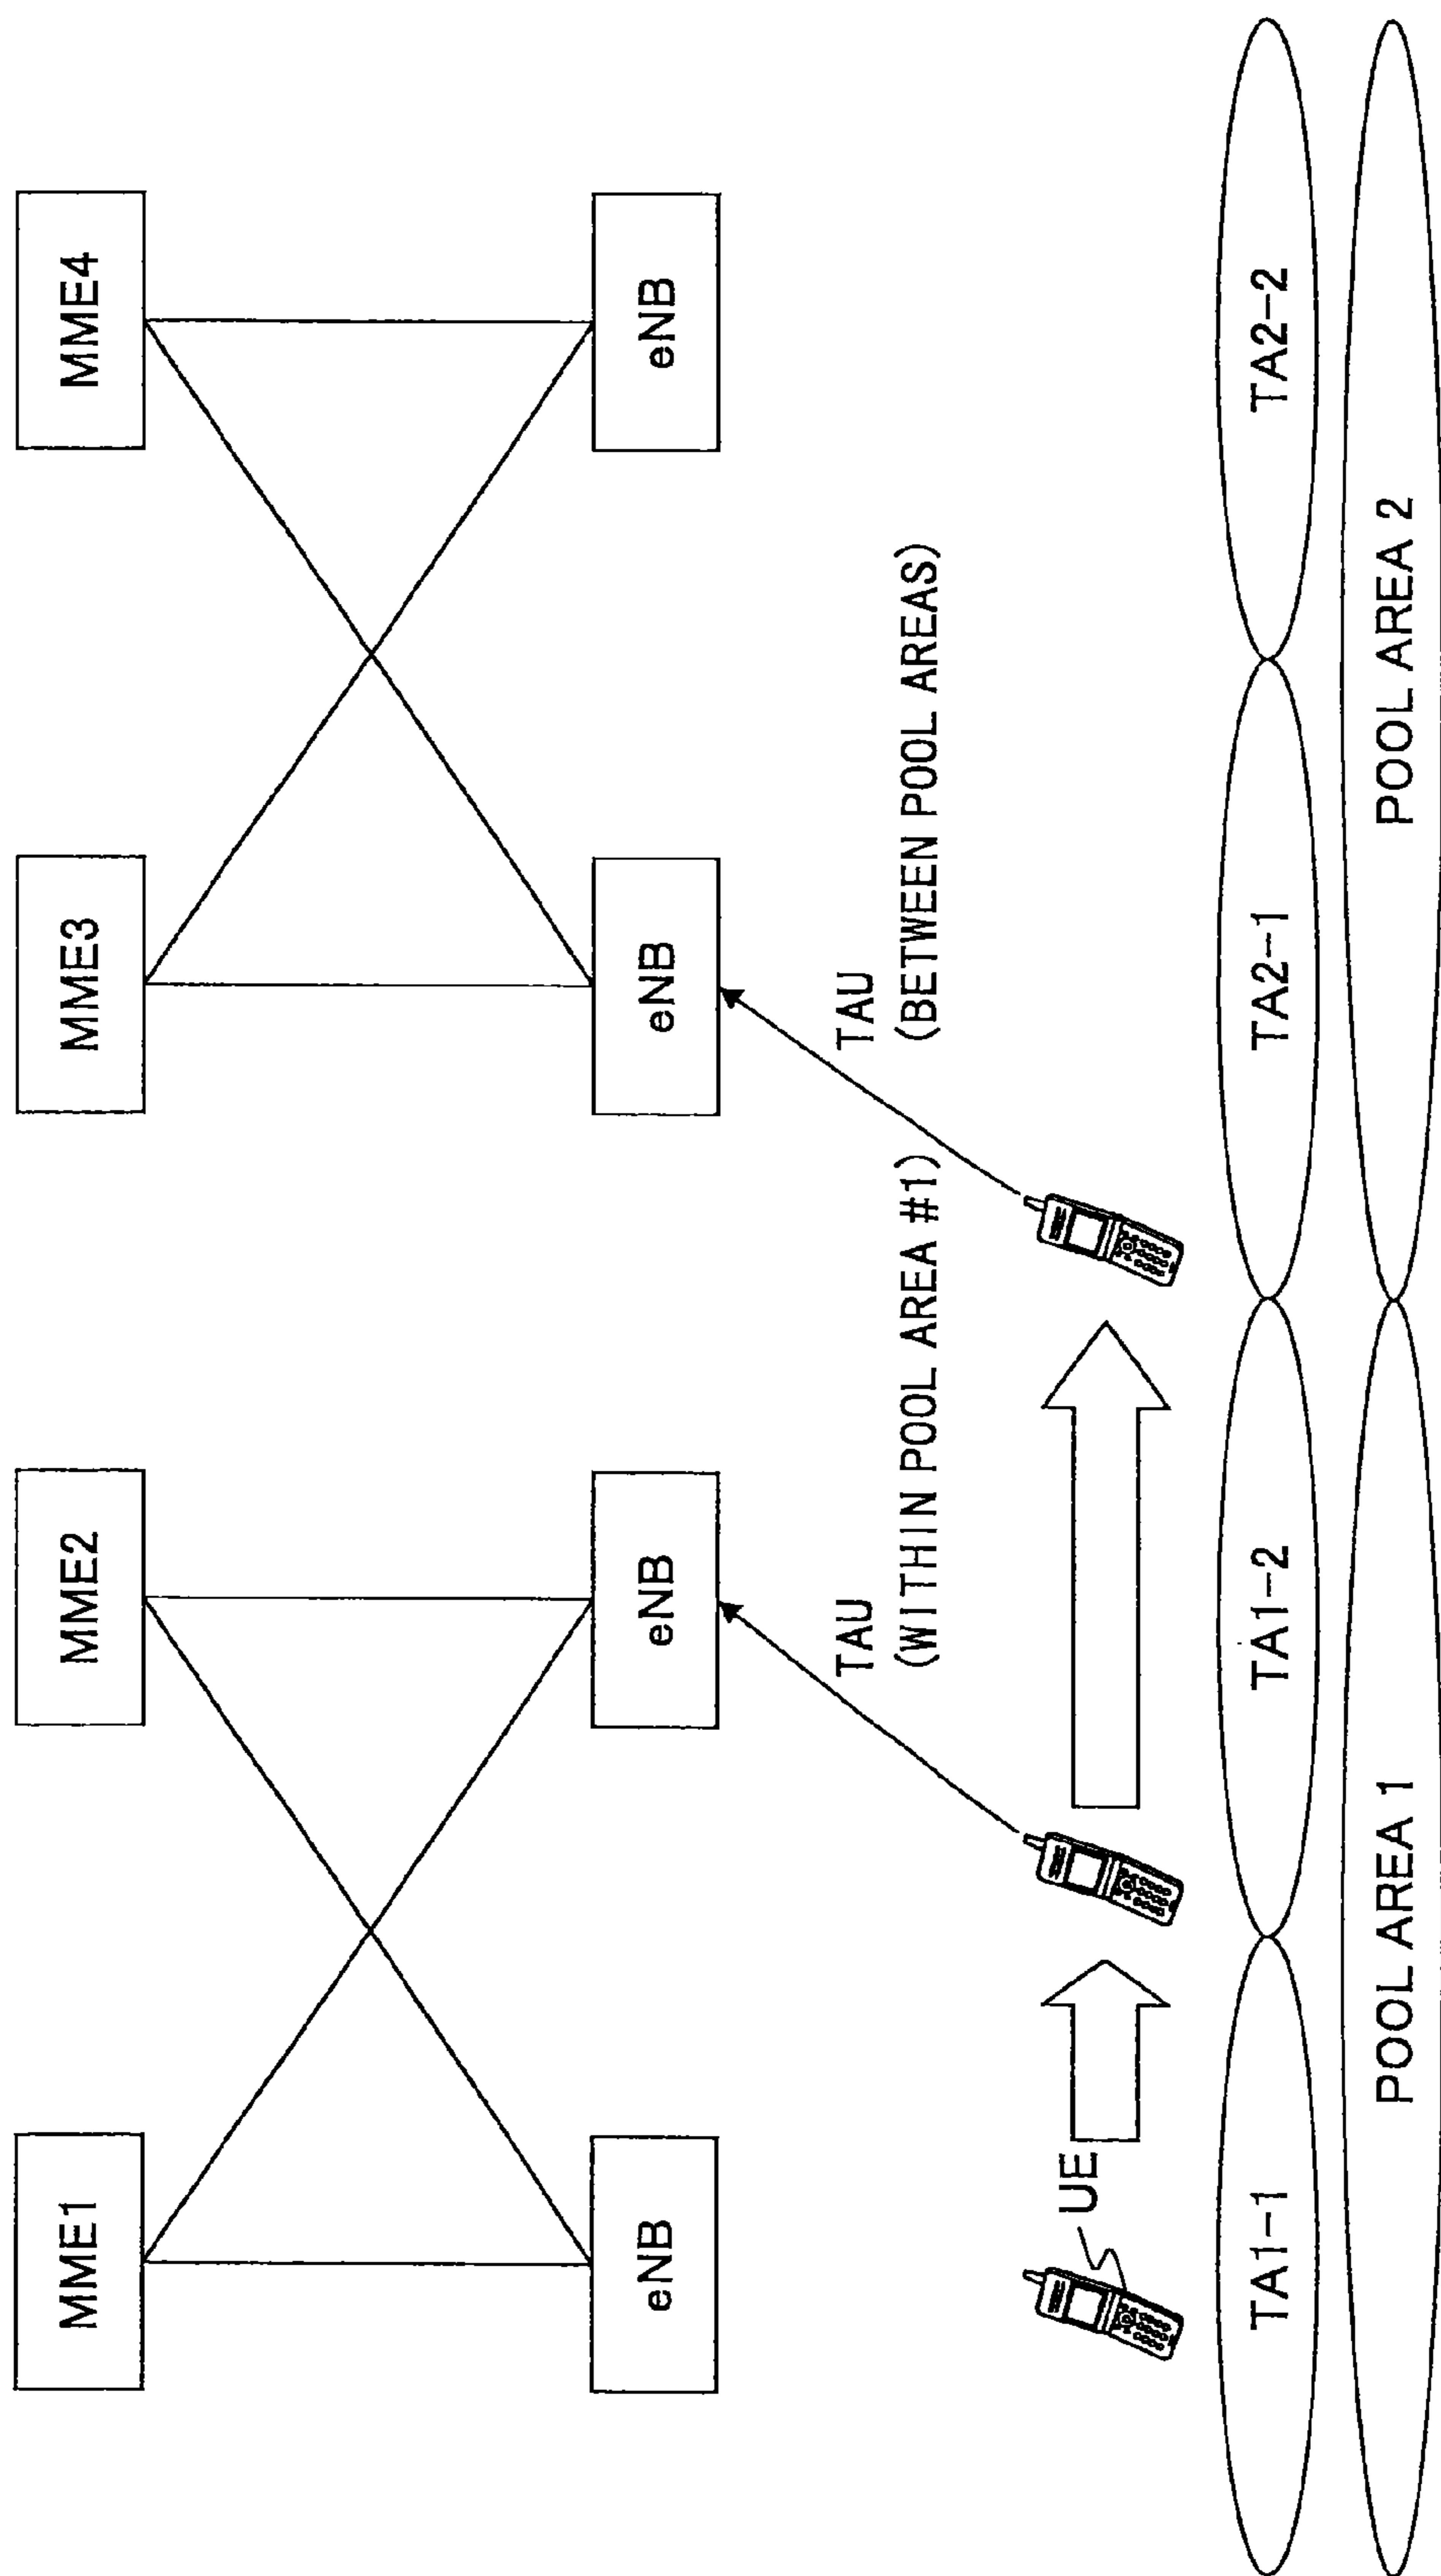 MME1
MME2
MME3
MME4
eNB
eNB
eNB
eNB
TAU
(WITHIN POOL AREA #1)
TAU
(BETWEEN POOL AREAS)
UE
TA1-1
TA1-2
TA2-1
TA2-2
POOL AREA 1
POOL AREA 2